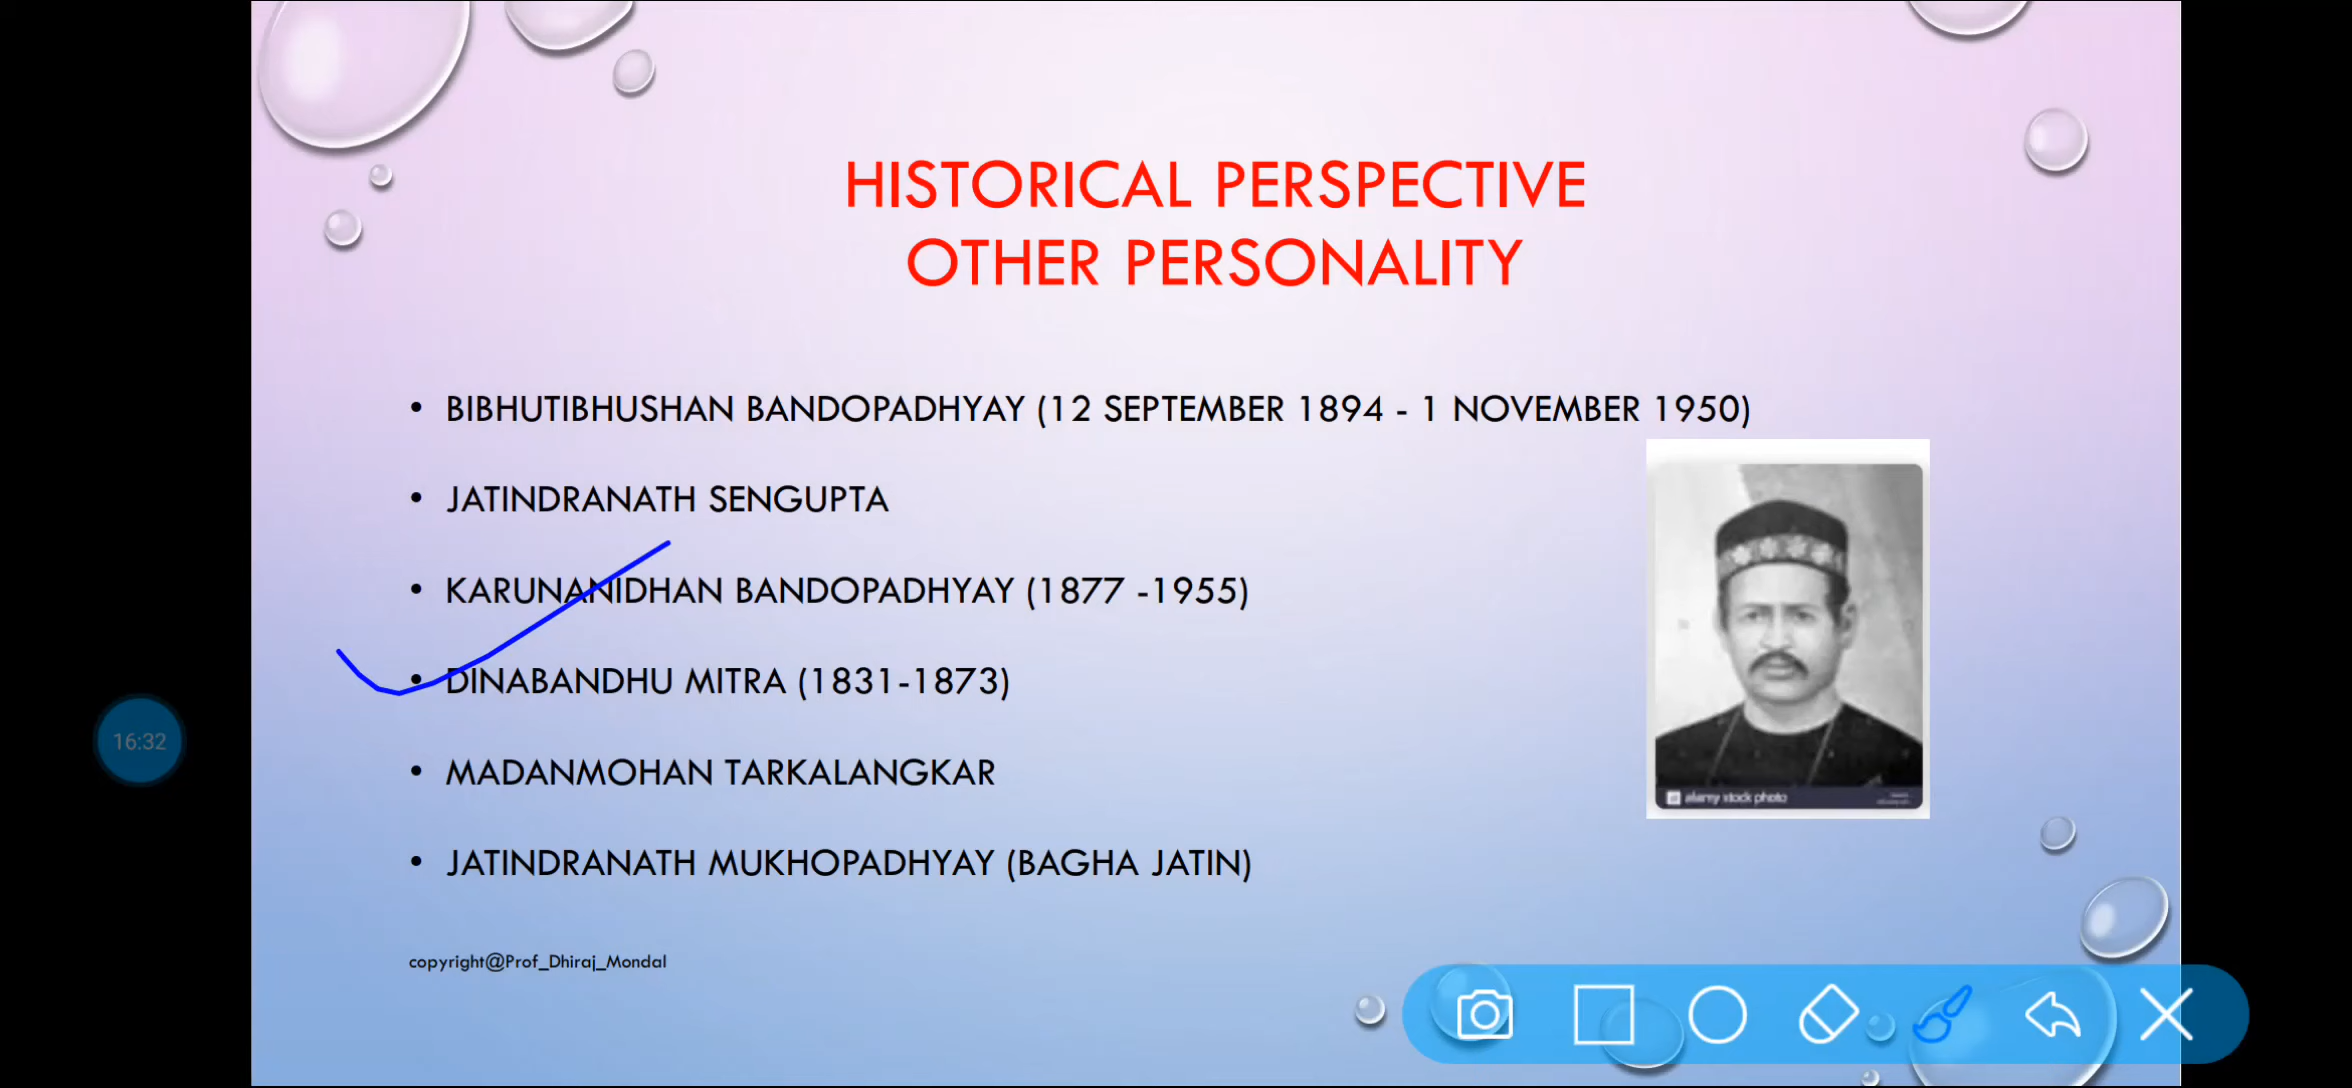 HISTORICAL PERSPECTIVE
OTHER PERSONALITY
• BIBHUTIBHUSHAN BANDOPADHYAY (12 SEPTEMBER 1894 - 1 NOVEMBER 1950)
• JATINDRANATH SENGUPTA
• KARUNANIDHAN BANDOPADHYAY (1877 -1955)
• DINABANDHU MITRA (1831-1873)
16:32
• MADANMOHAN TARKALANGKAR
alamy stock photo
• JATINDRANATH MUKHOPADHYAY (BAGHA JATIN)
copyright@Prof_Dhiraj_Mondal